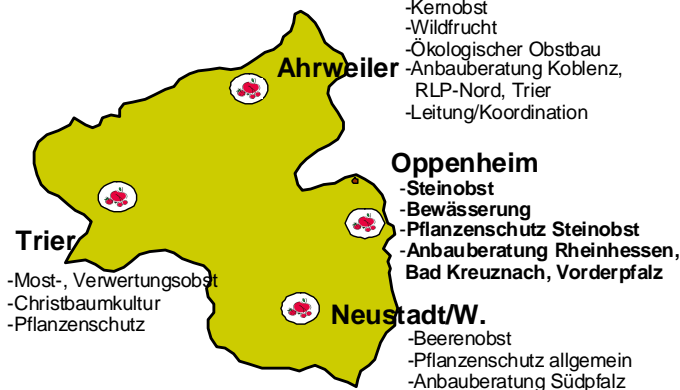 -Kernobst
-Wildfrucht
-Ökologischer Obstbau
Ahrweiler
-Anbauberatung Koblenz,
RLP-Nord, Trier
-Leitung/Koordination
Oppenheim
-Steinobst
-Bewässerung
-Pflanzenschutz Steinobst
-Anbauberatung Rheinhessen,
Bad Kreuznach, Vorderpfalz
Trier
-Most-, Verwertungsobst
-Christbaumkultur
-Pflanzenschutz
Neustadt/W.
-Beerenobst
-Pflanzenschutz allgemein
-Anbauberatung Südpfalz